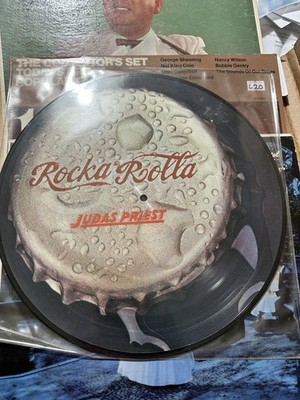 THE COLLECTOR'S SET
George Shearing
Nat King Cole
Nancy Wilson
Bobbie Gentry
£20
Rocka Rolla
JUDAS PRIEST